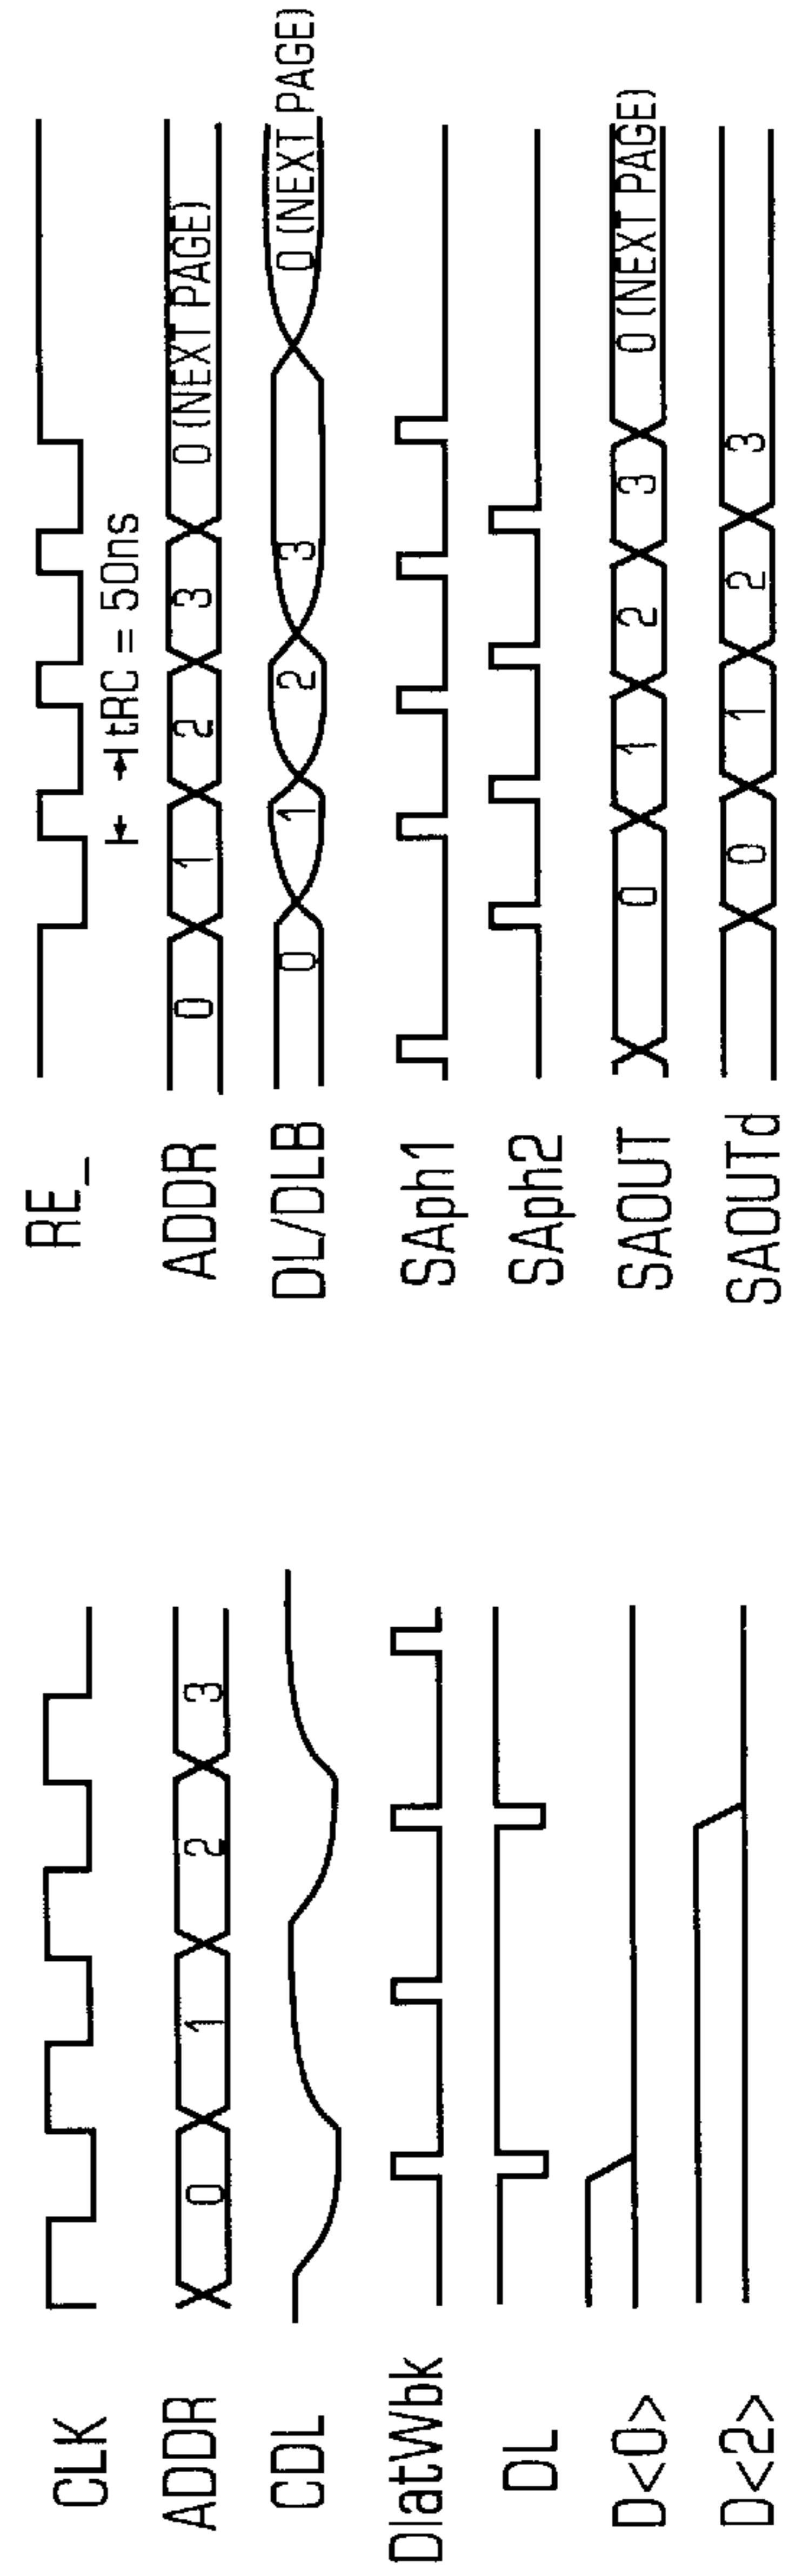 CLK
ADDR 0 1 2 3
CDL
DlatWbk
DL
D<0>
D<2>
RE_
tRC = 50ns
ADDR 0 1 2 3 0 (NEXT PAGE)
DL/DLB 0 1 2 3 0 (NEXT PAGE)
SAph1
SAph2
SAOUT 0 1 2 3 0 (NEXT PAGE)
SAOUTd 0 1 2 3